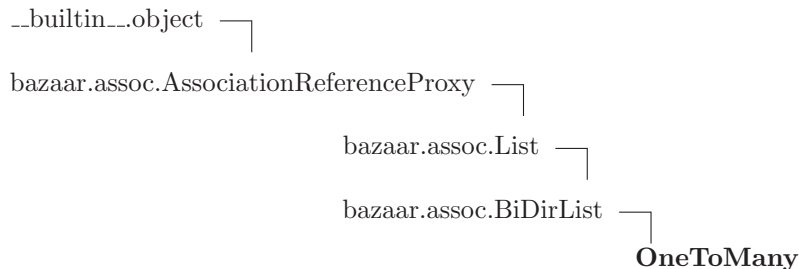 __builtin__.object
bazaar.assoc.AssociationReferenceProxy
bazaar.assoc.List
bazaar.assoc.BiDirList
OneToMany